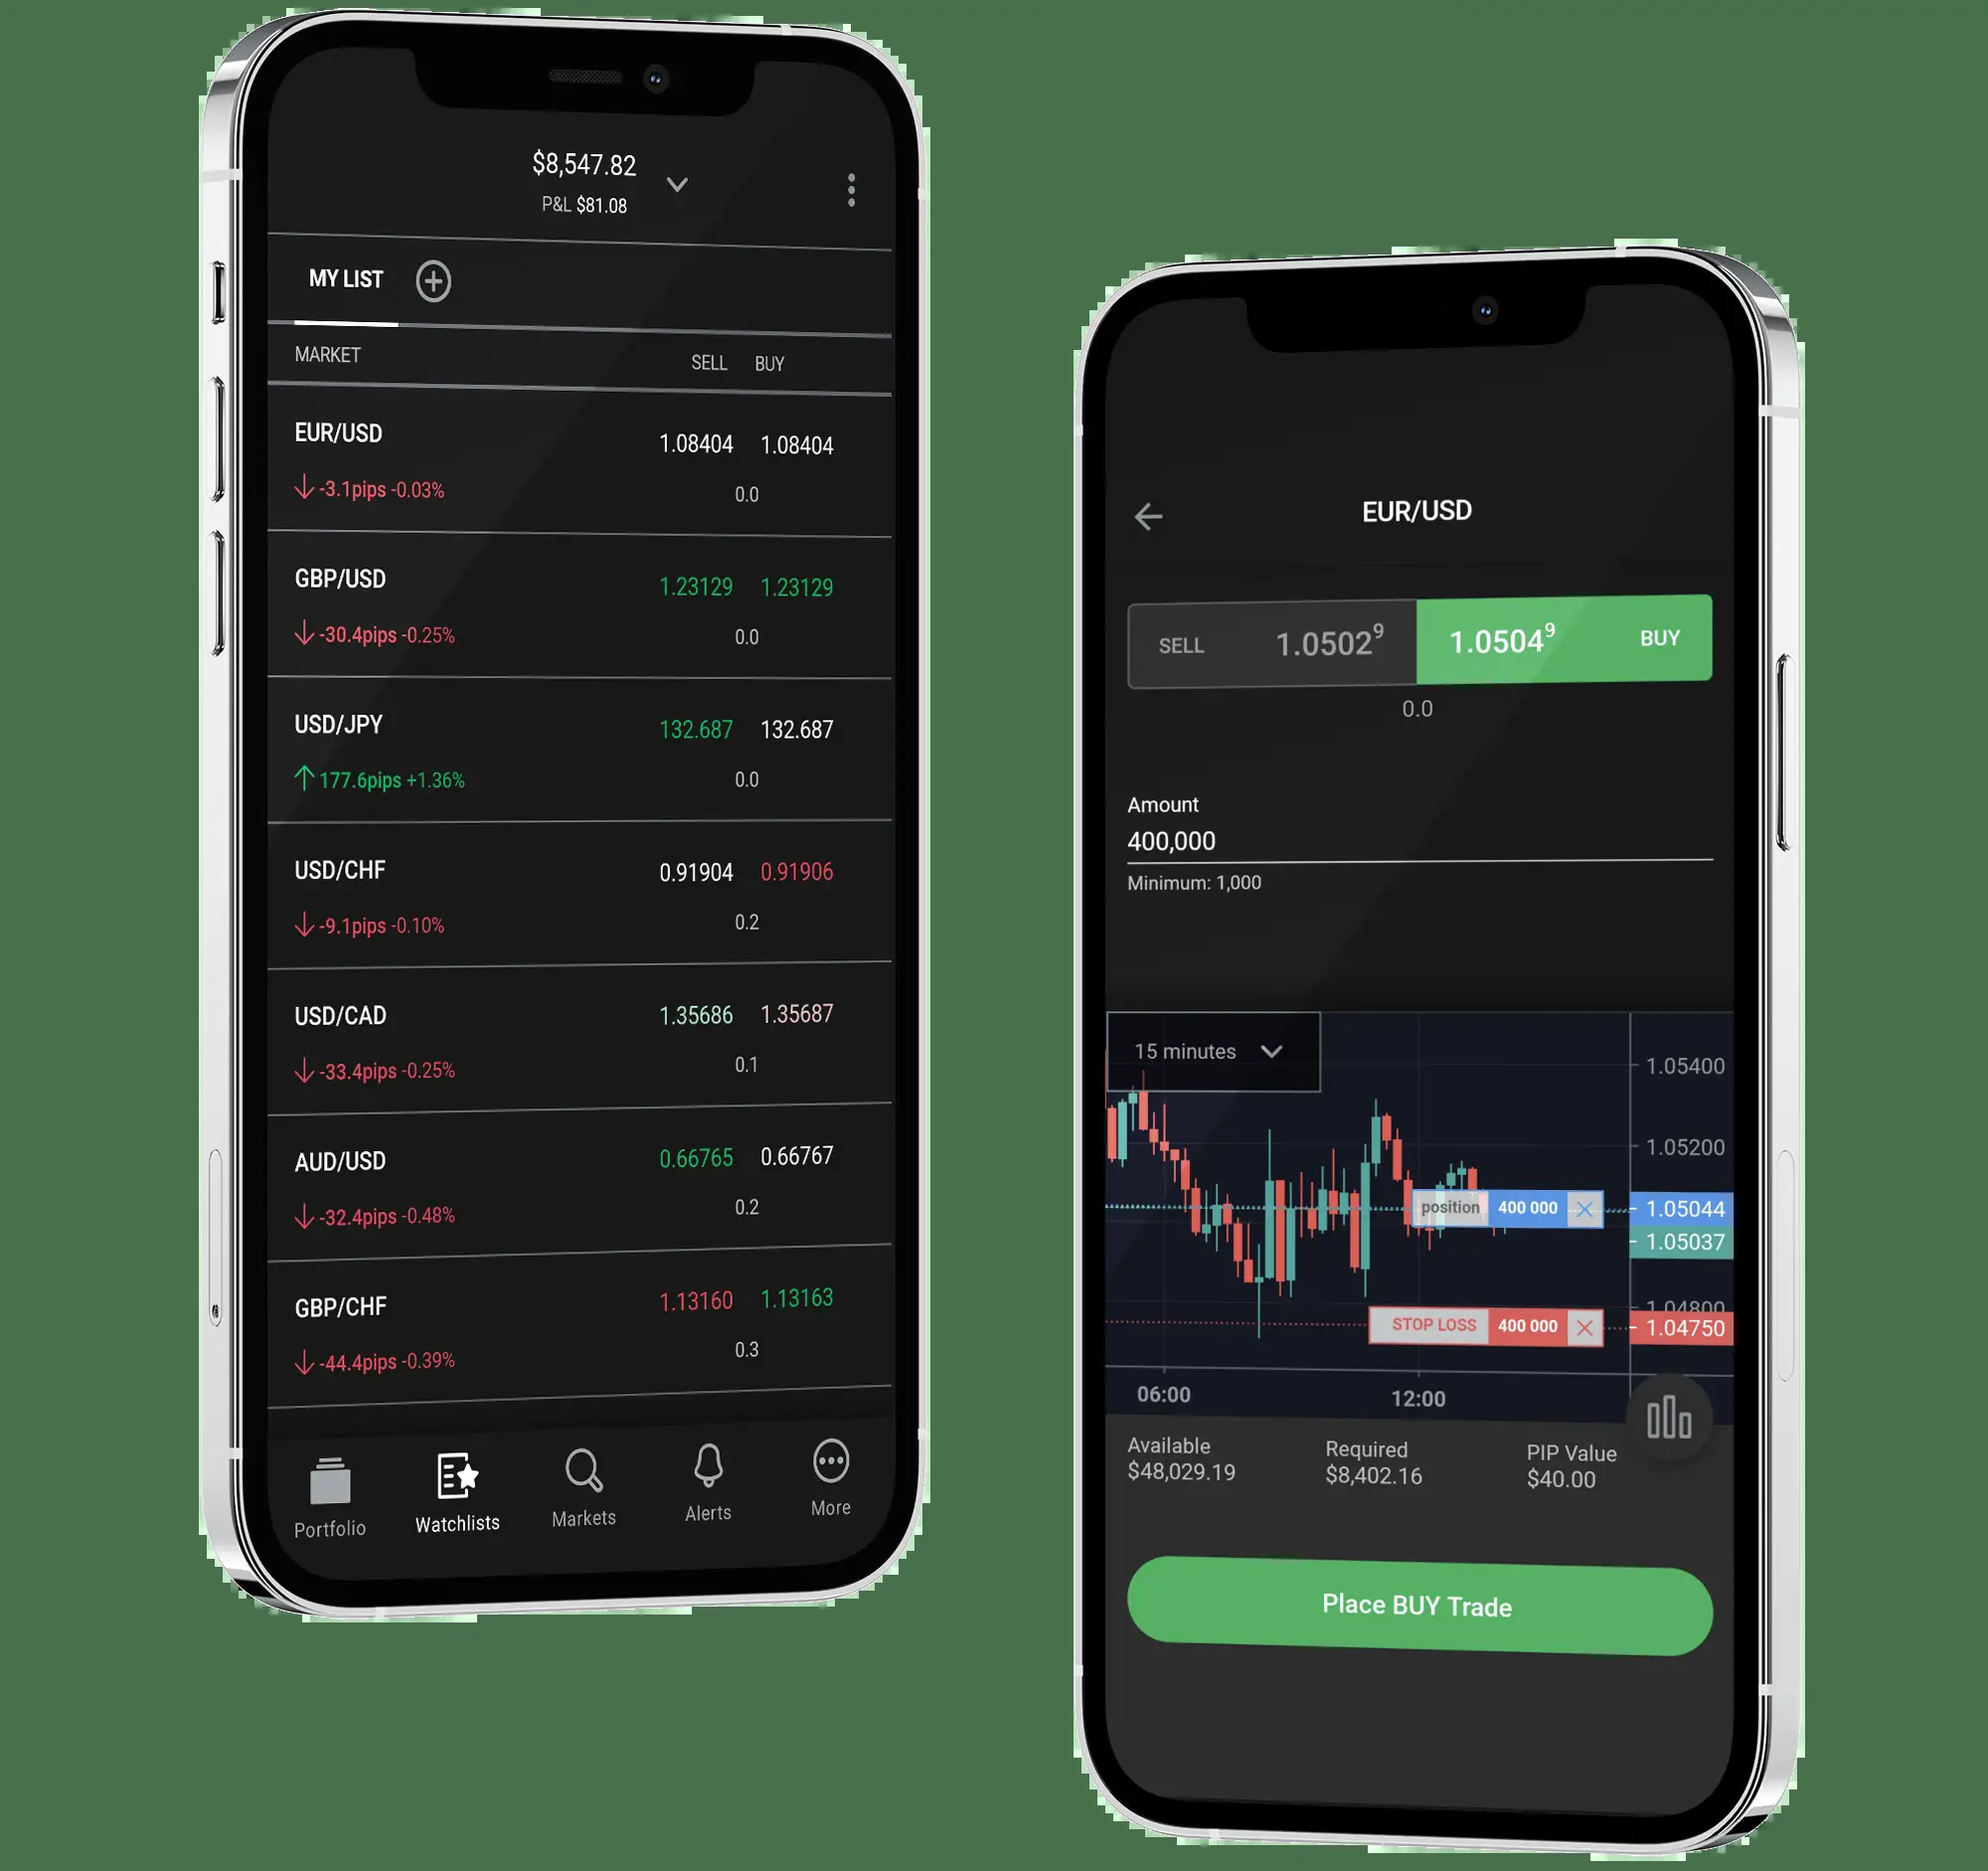 $8,547.82
P&L $81.08
MY LIST
MARKET SELL BUY
EUR/USD 1.08404 1.08404
-3.1pips -0.03% 0.0
GBP/USD 1.23129 1.23129
-30.4pips -0.25% 0.0
USD/JPY 132.687 132.687
177.6pips +1.36% 0.0
USD/CHF 0.91904 0.91906
-9.1pips -0.10% 0.2
USD/CAD 1.35686 1.35687
-33.4pips -0.25% 0.1
AUD/USD 0.66765 0.66767
-32.4pips -0.48% 0.2
GBP/CHF 1.13160 1.13163
-44.4pips -0.39% 0.3
Portfolio Watchlists Markets Alerts More
EUR/USD
SELL 1.0502⁹ 1.0504⁹ BUY
0.0
Amount
400,000
Minimum: 1,000
15 minutes
1.05400
1.05200
position 400 000 1.05044
1.05037
1.04800
STOP LOSS 400 000 1.04750
06:00 12:00
Available Required PIP Value
$48,029.19 $8,402.16 $40.00
Place BUY Trade